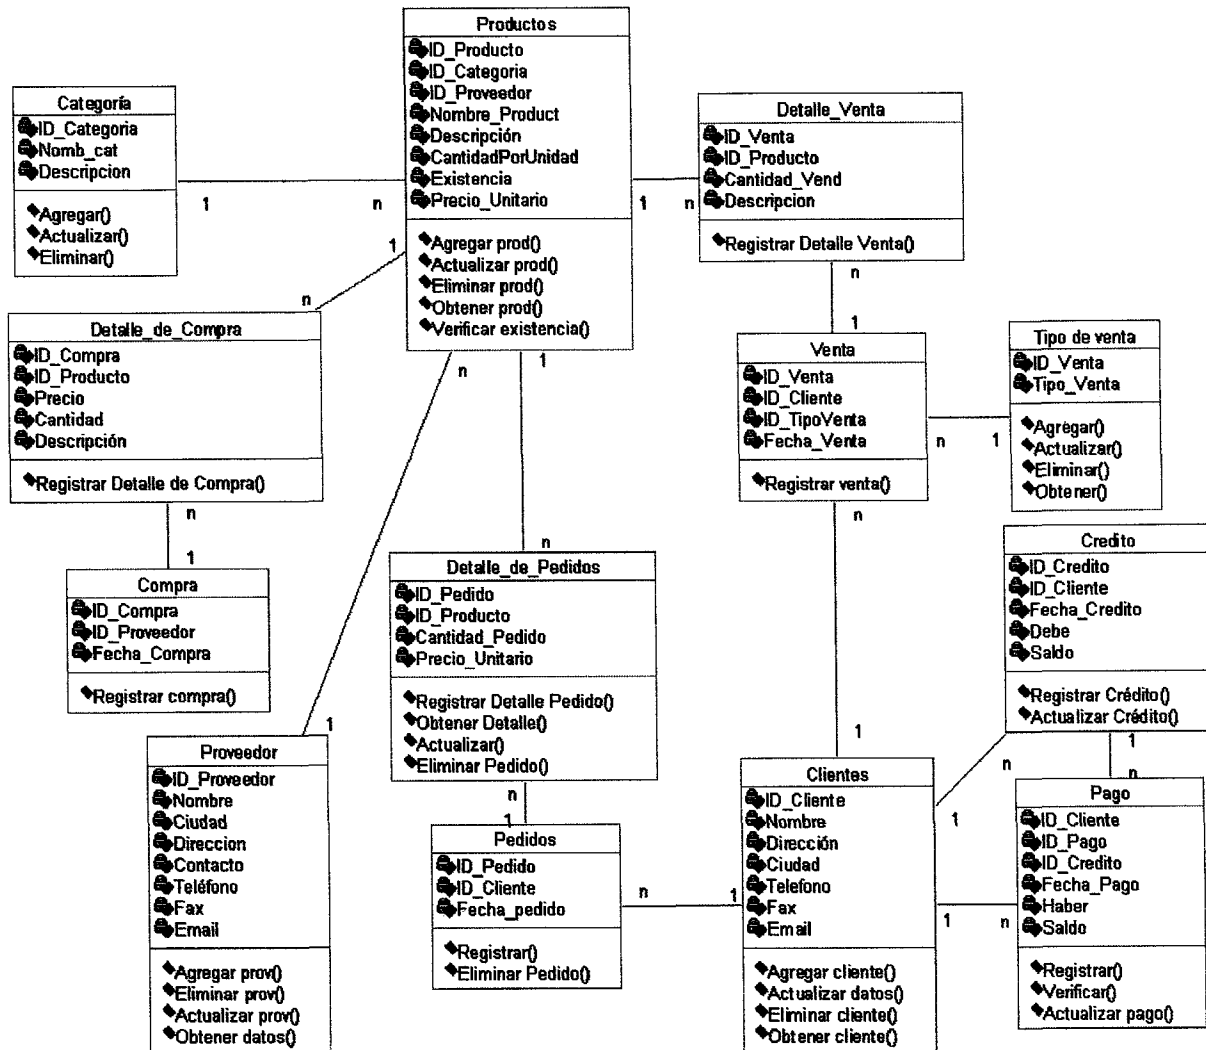 Productos
ID_Producto
ID_Categoria
ID_Proveedor
Nombre_Product
Descripción
CantidadPorUnidad
Existencia
Precio_Unitario
Agregar prod()
Actualizar prod()
Eliminar prod()
Obtener prod()
Verificar existencia()
Categoría
ID_Categoria
Nomb_cat
Descripcion
Agregar()
Actualizar()
Eliminar()
1
n
Detalle_Venta
ID_Venta
ID_Producto
Cantidad_Vend
Descripcion
Registrar Detalle Venta()
1
n
n
1
1
n
Detalle_de_Compra
ID_Compra
ID_Producto
Precio
Cantidad
Descripción
Registrar Detalle de Compra()
n
1
Venta
ID_Venta
ID_Cliente
ID_TipoVenta
Fecha_Venta
Registrar venta()
n
1
Tipo de venta
ID_Venta
Tipo_Venta
Agregar()
Actualizar()
Eliminar()
Obtener()
n
1
n
1
Compra
ID_Compra
ID_Proveedor
Fecha_Compra
Registrar compra()
n
Detalle_de_Pedidos
ID_Pedido
ID_Producto
Cantidad_Pedido
Precio_Unitario
Registrar Detalle Pedido()
Obtener Detalle()
Actualizar()
Eliminar Pedido()
Credito
ID_Credito
ID_Cliente
Fecha_Credito
Debe
Saldo
Registrar Crédito()
Actualizar Crédito()
1
1
n
1
n
Proveedor
ID_Proveedor
Nombre
Ciudad
Direccion
Contacto
Teléfono
Fax
Email
Agregar prov()
Eliminar prov()
Actualizar prov()
Obtener datos()
n
1
Pedidos
ID_Pedido
ID_Cliente
Fecha_pedido
Registrar()
Eliminar Pedido()
n
1
Clientes
ID_Cliente
Nombre
Dirección
Ciudad
Telefono
Fax
Email
Agregar cliente()
Actualizar datos()
Eliminar cliente()
Obtener cliente()
1
1
n
Pago
ID_Cliente
ID_Pago
ID_Credito
Fecha_Pago
Haber
Saldo
Registrar()
Verificar()
Actualizar pago()